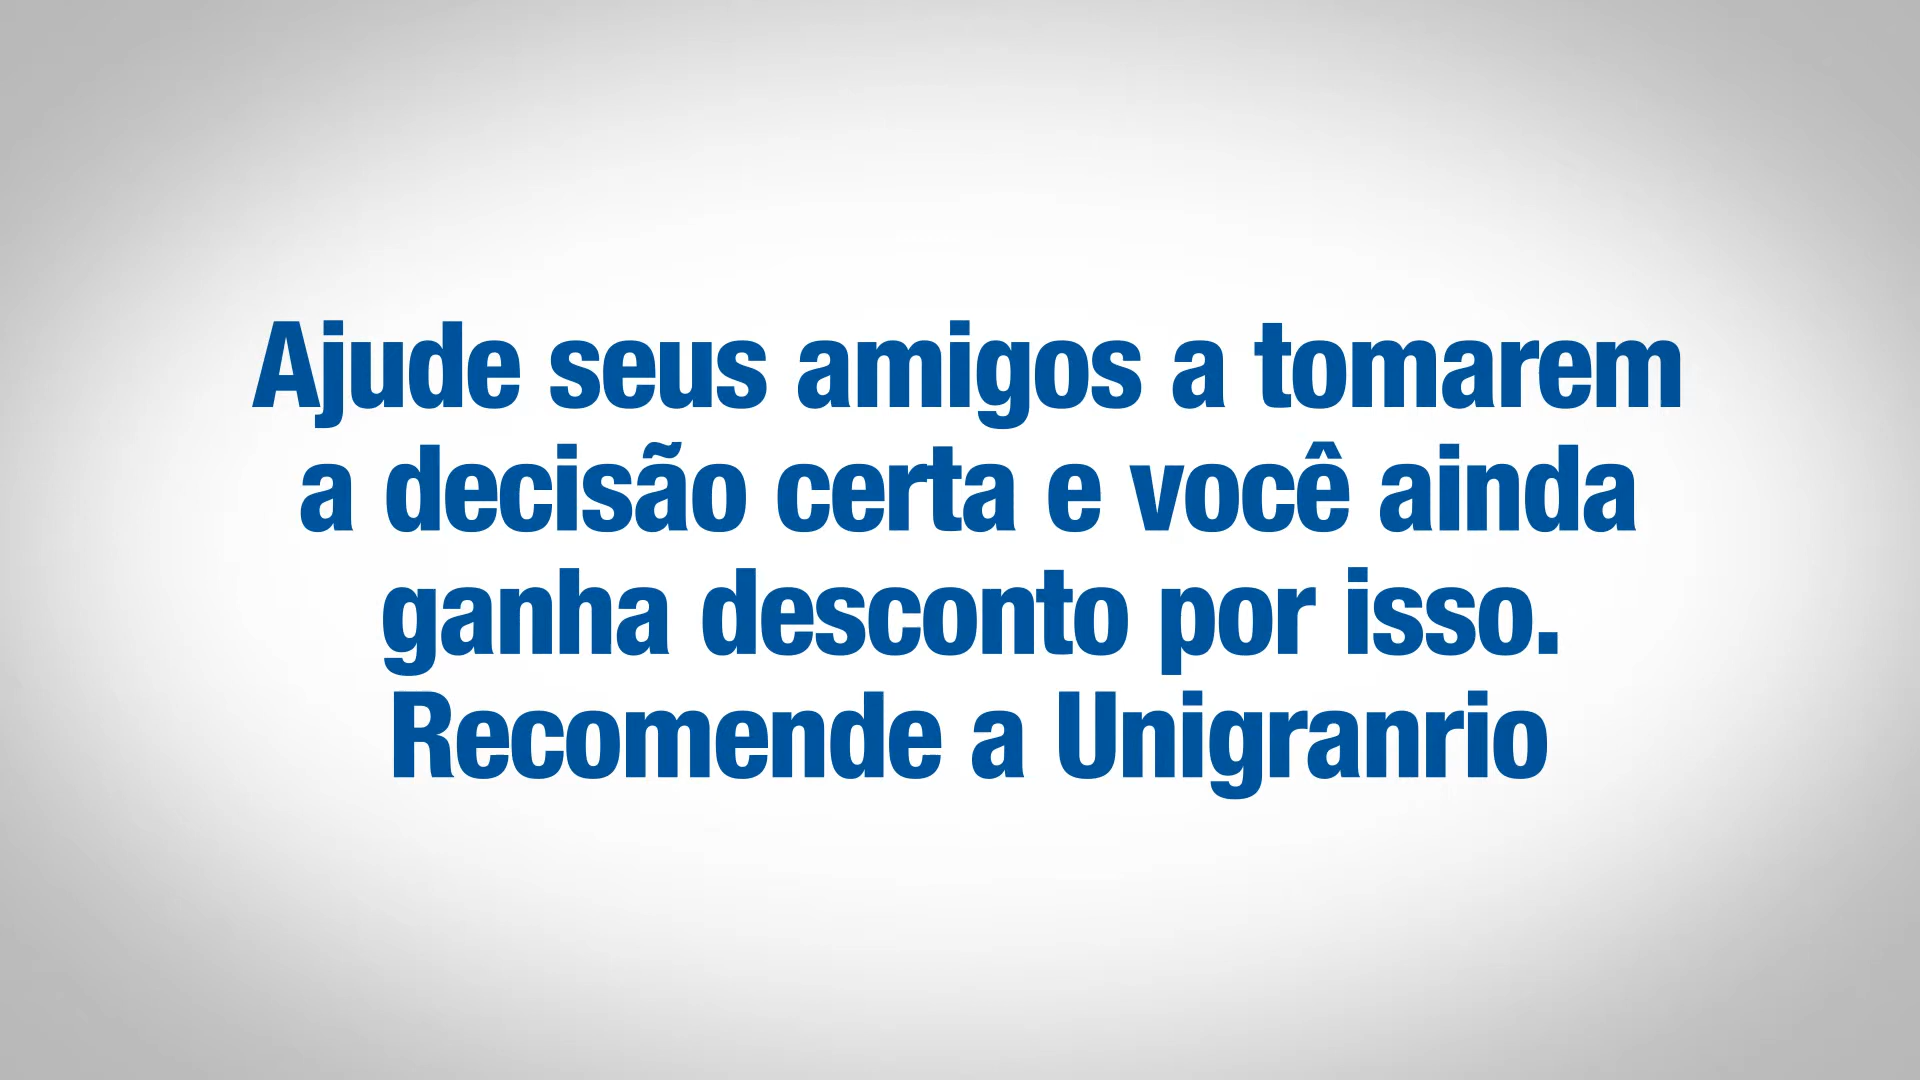 Ajude seus amigos a tomarem
a decisão certa e você ainda
ganha desconto por isso.
Recomende a Unigranrio